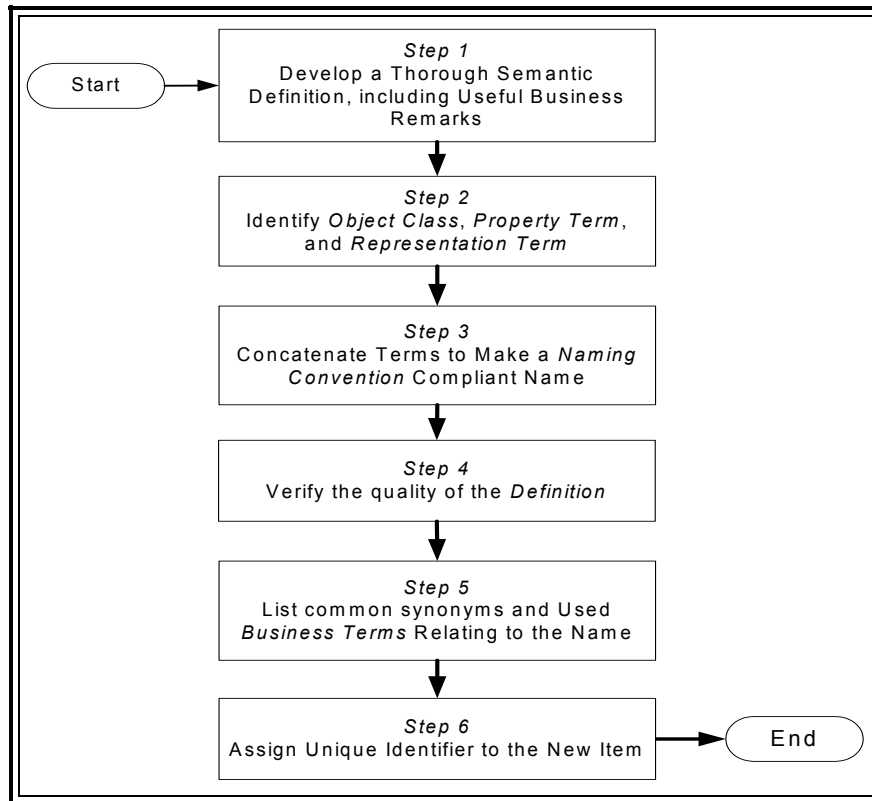 Start
Step 1
Develop a Thorough Semantic
Definition, including Useful Business
Remarks
Step 2
Identify Object Class, Property Term,
and Representation Term
Step 3
Concatenate Terms to Make a Naming
Convention Compliant Name
Step 4
Verify the quality of the Definition
Step 5
List common synonyms and Used
Business Terms Relating to the Name
Step 6
Assign Unique Identifier to the New Item
End